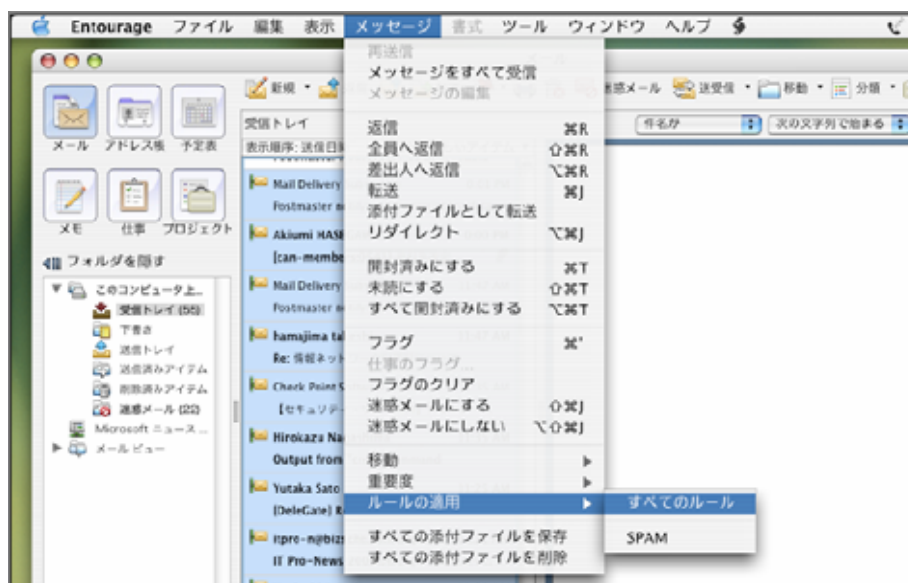 Entourage ファイル 編集 表示 メッセージ 書式 ツール ウィンドウ ヘルプ
新規
迷惑メール 送受信 移動 分類
メール アドレス帳 予定表
メモ 仕事 プロジェクト
フォルダを隠す
このコンピュータ上...
受信トレイ (55)
下書き
送信トレイ
送信済みアイテム
削除済みアイテム
迷惑メール (22)
Microsoft ニュース...
メール ビュー
受信トレイ
件名が 次の文字列で始まる
表示順序: 送信日
Mail Delivery
Postmaster
Akiumi HASE
[can-membe
Mail Delivery
Postmaster
hamajima ta
Re: 情報ネット
Check Point S
【セキュリテ
Hirokazu Na
Output from
Yutaka Sato
[DeleGate] R
itpro-n@bizs
IT Pro-News
再送信
メッセージをすべて受信
メッセージの編集
返信 ⌘R
全員へ返信 ⇧⌘R
差出人へ返信 ⌥⌘R
転送 ⌘J
添付ファイルとして転送
リダイレクト ⌥⌘J
開封済みにする ⌘T
未読にする ⇧⌘T
すべて開封済みにする ⌥⌘T
フラグ ⌘'
仕事のフラグ...
フラグのクリア
迷惑メールにする ⇧⌘J
迷惑メールにしない ⌥⇧⌘J
移動
重要度
ルールの適用
すべての添付ファイルを保存
すべての添付ファイルを削除
すべてのルール
SPAM